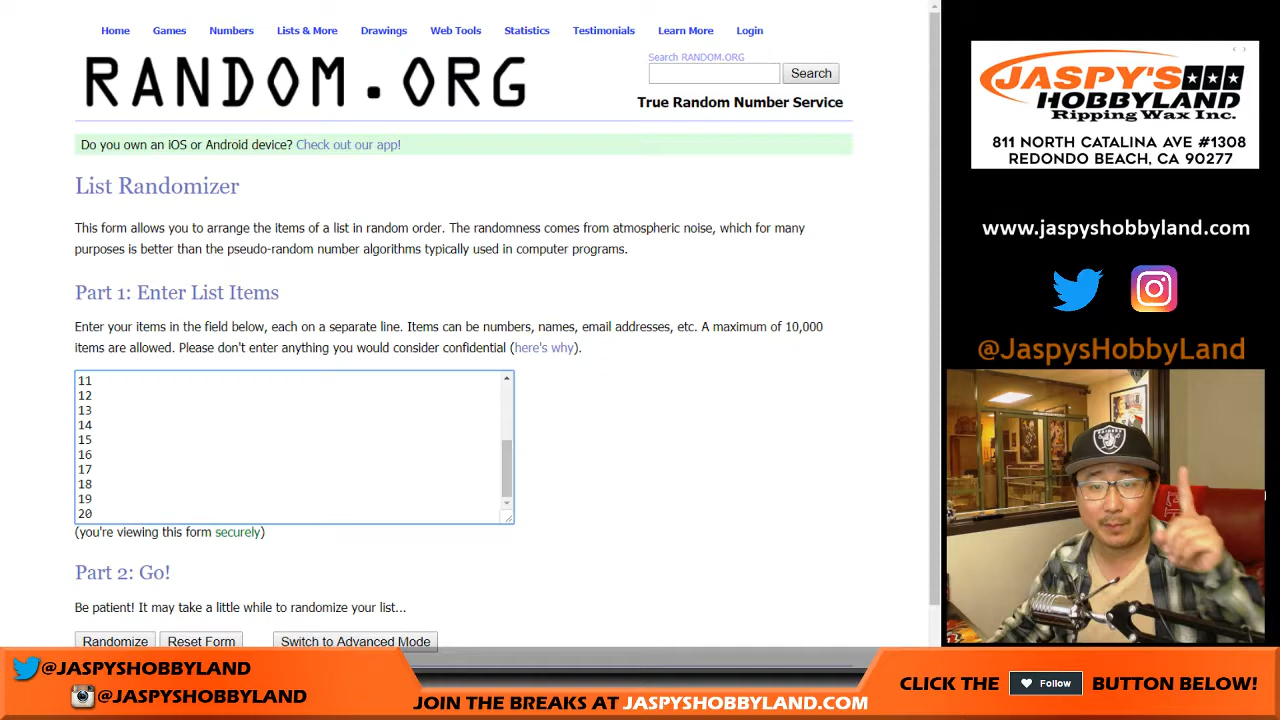 Home Games Numbers Lists & More Drawings Web Tools Statistics Testimonials Learn More Login
RANDOM.ORG
Search RANDOM.ORG
Search
True Random Number Service
Do you own an iOS or Android device? Check out our app!
List Randomizer
This form allows you to arrange the items of a list in random order. The randomness comes from atmospheric noise, which for many
purposes is better than the pseudo-random number algorithms typically used in computer programs.
Part 1: Enter List Items
Enter your items in the field below, each on a separate line. Items can be numbers, names, email addresses, etc. A maximum of 10,000
items are allowed. Please don't enter anything you would consider confidential (here's why).
11
12
13
14
15
16
17
18
19
20
(you're viewing this form securely)
Part 2: Go!
Be patient! It may take a little while to randomize your list...
Randomize Reset Form Switch to Advanced Mode
JASPY'S
HOBBYLAND
Ripping Wax Inc.
811 NORTH CATALINA AVE #1308
REDONDO BEACH, CA 90277
www.jaspyshobbyland.com
@JaspysHobbyLand
RAIDERS
@JASPYSHOBBYLAND
@JASPYSHOBBYLAND
JOIN THE BREAKS AT JASPYSHOBBYLAND.COM
CLICK THE Follow BUTTON BELOW!